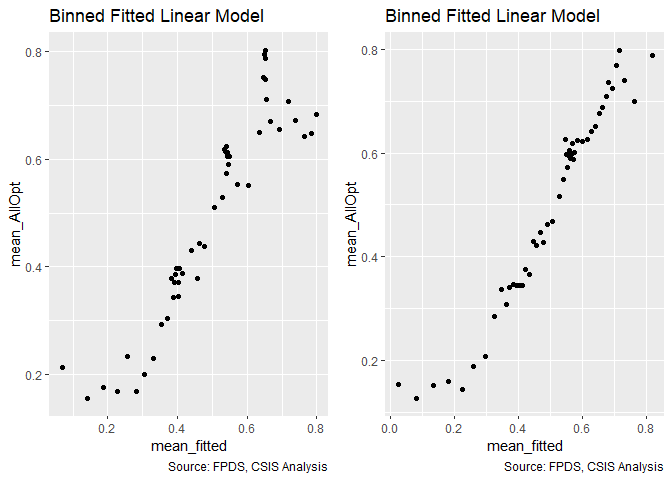 Binned Fitted Linear Model
mean_AllOpt
0.8
0.6
0.4
0.2
0.2 0.4 0.6 0.8
mean_fitted
Source: FPDS, CSIS Analysis
Binned Fitted Linear Model
mean_AllOpt
0.8
0.6
0.4
0.2
0.0 0.2 0.4 0.6 0.8
mean_fitted
Source: FPDS, CSIS Analysis